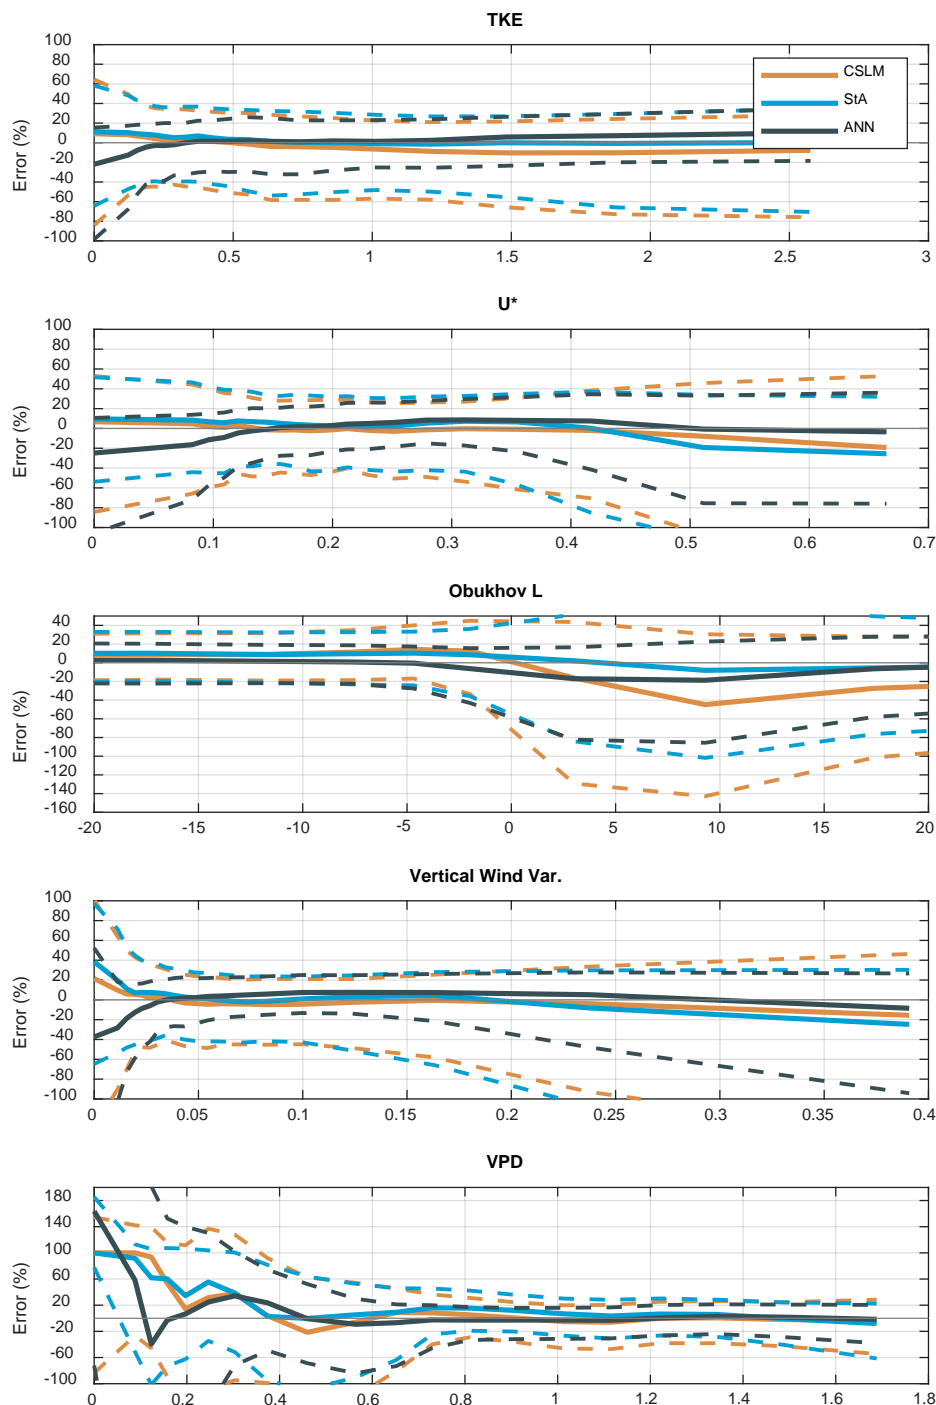 TKE
100
80
60
40
20
0
-20
-40
-60
-80
-100
Error (%)
CSLM
StA
ANN
0 0.5 1 1.5 2 2.5 3
U*
100
80
60
40
20
0
-20
-40
-60
-80
-100
Error (%)
0 0.1 0.2 0.3 0.4 0.5 0.6 0.7
Obukhov L
40
20
0
-20
-40
-60
-80
-100
-120
-140
-160
Error (%)
-20 -15 -10 -5 0 5 10 15 20
Vertical Wind Var.
100
80
60
40
20
0
-20
-40
-60
-80
-100
Error (%)
0 0.05 0.1 0.15 0.2 0.25 0.3 0.35 0.4
VPD
180
140
100
60
20
-20
-60
-100
Error (%)
0 0.2 0.4 0.6 0.8 1 1.2 1.4 1.6 1.8